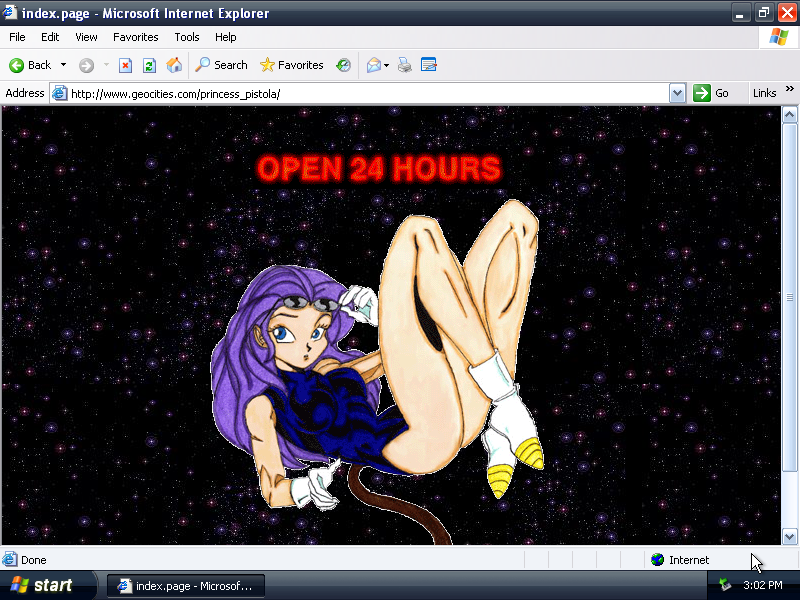 index.page - Microsoft Internet Explorer
File Edit View Favorites Tools Help
Back Search Favorites
Address http://www.geocities.com/princess_pistola/ Go Links »
OPEN 24 HOURS
Done Internet
start index.page - Microsof... 3:02 PM